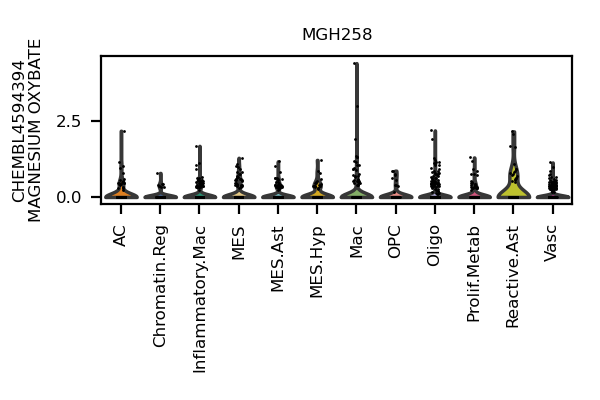 MGH258
CHEMBL4594394
MAGNESIUM OXYBATE
2.5
0.0
AC
Chromatin.Reg
Inflammatory.Mac
MES
MES.Ast
MES.Hyp
Mac
OPC
Oligo
Prolif.Metab
Reactive.Ast
Vasc